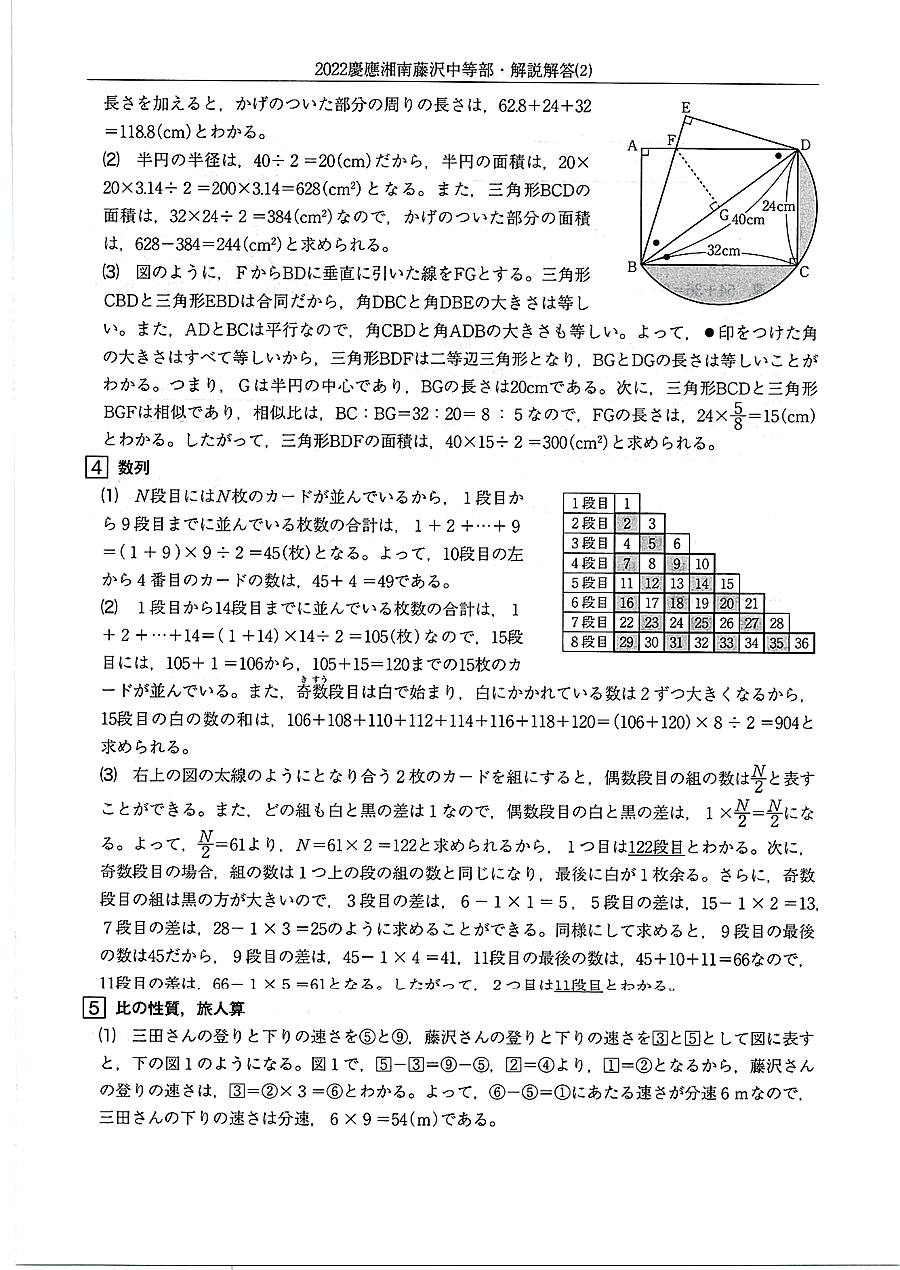 2022慶應湘南藤沢中等部・解説解答(2)
長さを加えると，かげのついた部分の周りの長さは，62.8＋24＋32
＝118.8(cm)とわかる。
(2) 半円の半径は，40÷2＝20(cm)だから，半円の面積は，20×
20×3.14÷2＝200×3.14＝628(cm²)となる。また，三角形BCDの
面積は，32×24÷2＝384(cm²)なので，かげのついた部分の面積
は，628－384＝244(cm²)と求められる。
(3) 図のように，FからBDに垂直に引いた線をFGとする。三角形
CBDと三角形EBDは合同だから，角DBCと角DBEの大きさは等し
E
A
F
D
G
24cm
40cm
32cm
B
C
い。また，ADとBCは平行なので，角CBDと角ADBの大きさも等しい。よって，●印をつけた角
の大きさはすべて等しいから，三角形BDFは二等辺三角形となり，BGとDGの長さは等しいことが
わかる。つまり，Gは半円の中心であり，BGの長さは20cmである。次に，三角形BCDと三角形
BGFは相似であり，相似比は，BC：BG＝32：20＝8：5なので，FGの長さは，24×5/8＝15(cm)
とわかる。したがって，三角形BDFの面積は，40×15÷2＝300(cm²)と求められる。
4 数列
(1) N段目にはN枚のカードが並んでいるから，1段目か
ら9段目までに並んでいる枚数の合計は，1＋2＋…＋9
＝(1＋9)×9÷2＝45(枚)となる。よって，10段目の左
から4番目のカードの数は，45＋4＝49である。
(2) 1段目から14段目までに並んでいる枚数の合計は，1
＋2＋…＋14＝(1＋14)×14÷2＝105(枚)なので，15段
目には，105＋1＝106から，105＋15＝120までの15枚のカ
1段目 1
2段目 2 3
3段目 4 5 6
4段目 7 8 9 10
5段目 11 12 13 14 15
6段目 16 17 18 19 20 21
7段目 22 23 24 25 26 27 28
8段目 29 30 31 32 33 34 35 36
きすう
ードが並んでいる。また，奇数段目は白で始まり，白にかかれている数は2ずつ大きくなるから，
15段目の白の数の和は，106＋108＋110＋112＋114＋116＋118＋120＝(106＋120)×8÷2＝904と
求められる。
(3) 右上の図の太線のようにとなり合う2枚のカードを組にすると，偶数段目の組の数はN/2と表す
ことができる。また，どの組も白と黒の差は1なので，偶数段目の白と黒の差は，1×N/2＝N/2にな
る。よって，N/2＝61より，N＝61×2＝122と求められるから，1つ目は122段目とわかる。次に，
奇数段目の場合，組の数は1つ上の段の組の数と同じになり，最後に白が1枚余る。さらに，奇数
段目の組は黒の方が大きいので，3段目の差は，6－1×1＝5，5段目の差は，15－1×2＝13，
7段目の差は，28－1×3＝25のように求めることができる。同様にして求めると，9段目の最後
の数は45だから，9段目の差は，45－1×4＝41，11段目の最後の数は，45＋10＋11＝66なので，
11段目の差は，66－1×5＝61となる。したがって，2つ目は11段目とわかる。
5 比の性質，旅人算
(1) 三田さんの登りと下りの速さを⑤と⑨，藤沢さんの登りと下りの速さを[3]と[5]として図に表す
と，下の図1のようになる。図1で，[5]－[3]＝⑨－⑤，[2]＝④より，[1]＝②となるから，藤沢さん
の登りの速さは，[3]＝②×3＝⑥とわかる。よって，⑥－⑤＝①にあたる速さが分速6mなので，
三田さんの下りの速さは分速，6×9＝54(m)である。